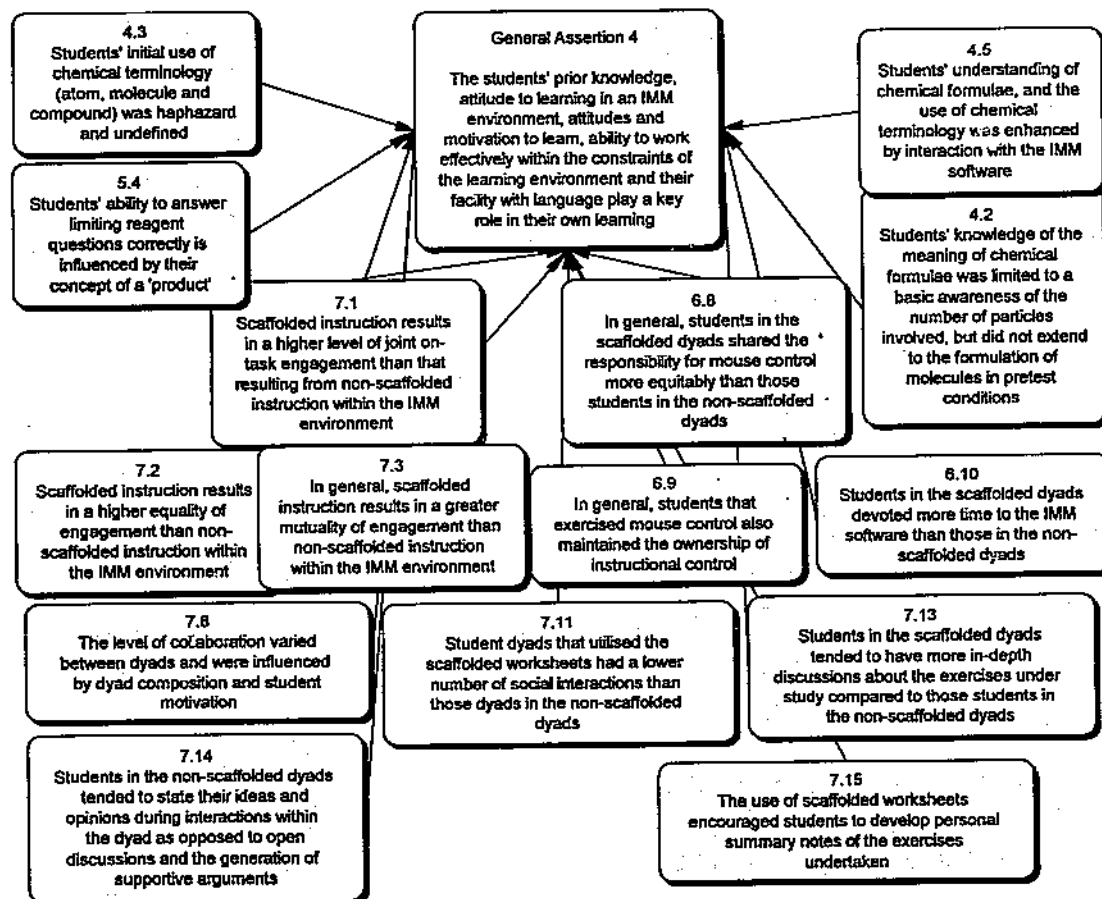 4.3
Students' initial use of
chemical terminology
(atom, molecule and
compound) was haphazard
and undefined
General Assertion 4
The students' prior knowledge,
attitude to learning in an IMM
environment, attitudes and
motivation to learn, ability to work
effectively within the constraints of
the learning environment and their
facility with language play a key
role in their own learning
4.5
Students' understanding of
chemical formulae, and the
use of chemical
terminology was enhanced
by interaction with the IMM
software
5.4
Students' ability to answer
limiting reagent
questions correctly is
influenced by their
concept of a 'product'
4.2
Students' knowledge of the
meaning of chemical
formulae was limited to a
basic awareness of the
number of particles
involved, but did not extend
to the formulation of
molecules in pretest
conditions
7.1
Scaffolded instruction results
in a higher level of joint on-
task engagement than that
resulting from non-scaffolded
instruction within the IMM
environment
6.8
In general, students in the
scaffolded dyads shared the
responsibility for mouse control
more equitably than those
students in the non-scaffolded
dyads
7.2
Scaffolded instruction results
in a higher equality of
engagement than non-
scaffolded instruction within
the IMM environment
7.3
In general, scaffolded
instruction results in a greater
mutuality of engagement than
non-scaffolded instruction
within the IMM environment
6.9
In general, students that
exercised mouse control also
maintained the ownership of
instructional control
6.10
Students in the scaffolded dyads
devoted more time to the IMM
software than those in the non-
scaffolded dyads
7.8
The level of collaboration varied
between dyads and were influenced
by dyad composition and student
motivation
7.11
Student dyads that utilised the
scaffolded worksheets had a lower
number of social interactions than
those dyads in the non-scaffolded
dyads
7.13
Students in the scaffolded dyads
tended to have more in-depth
discussions about the exercises under
study compared to those students in
the non-scaffolded dyads
7.14
Students in the non-scaffolded dyads
tended to state their ideas and
opinions during interactions within
the dyad as opposed to open
discussions and the generation of
supportive arguments
7.15
The use of scaffolded worksheets
encouraged students to develop personal
summary notes of the exercises
undertaken